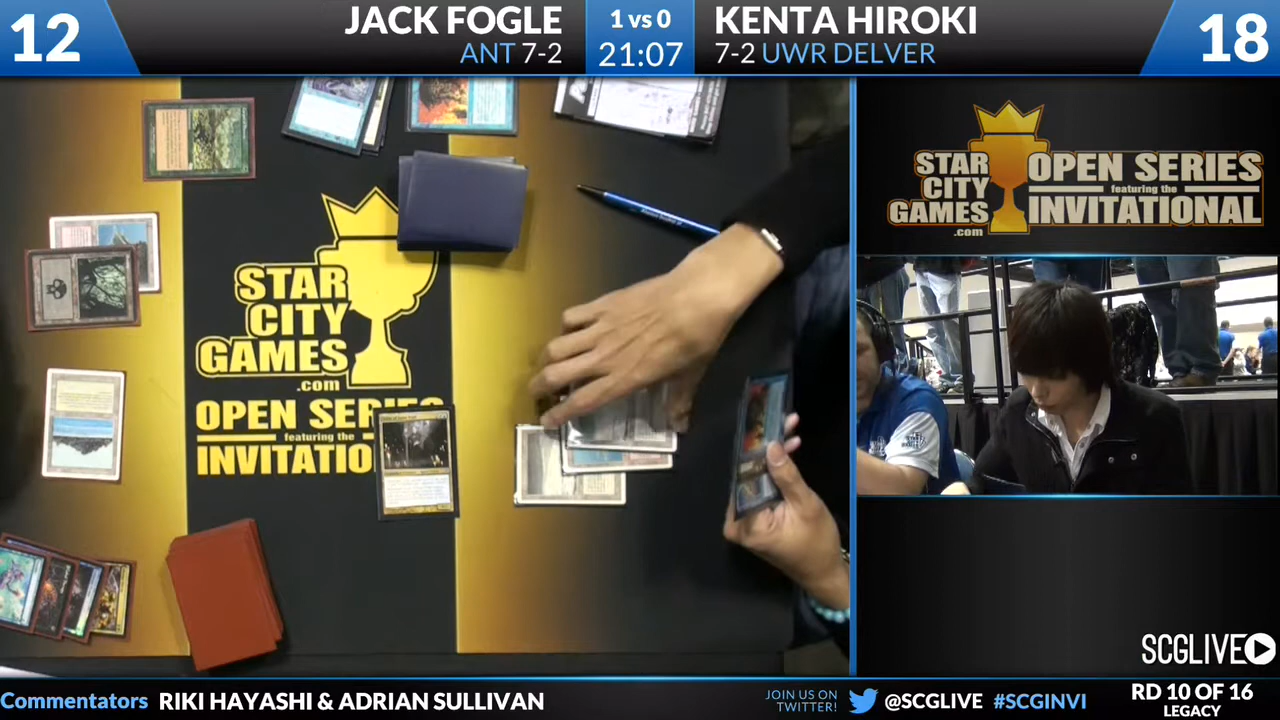 12
JACK FOGLE
ANT 7-2
1 vs 0
21:07
KENTA HIROKI
7-2 UWR DELVER
18
STAR
CITY
GAMES
.com
OPEN SERIES
featuring the
INVITATIONAL
STAR
CITY
GAMES
.com
OPEN SERIES
featuring the
INVITATIO
SCGLIVE
Commentators RIKI HAYASHI & ADRIAN SULLIVAN
JOIN US ON
TWITTER!
@SCGLIVE #SCGINVI
RD 10 OF 16
LEGACY